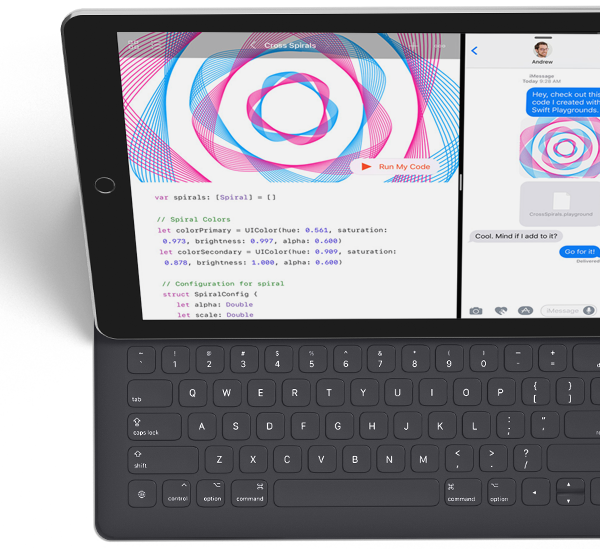 Cross Spirals
Run My Code
var spirals: [Spiral] = []
// Spiral Colors
let colorPrimary = UIColor(hue: 0.561, saturation:
0.973, brightness: 0.997, alpha: 0.600)
let colorSecondary = UIColor(hue: 0.909, saturation:
0.878, brightness: 1.000, alpha: 0.600)
// Configuration for spiral
struct SpiralConfig {
let alpha: Double
let scale: Double
Andrew
iMessage
Today 9:28 AM
Hey, check out this
code I created with
Swift Playgrounds.
CrossSpirals.playground
Cool. Mind if I add to it?
Go for it!
Delivered
iMessage
~ ! @ # $ % ^ & * ( ) — +
` 1 2 3 4 5 6 7 8 9 0 - =
tab Q W E R T Y U I O P { [ } ]
caps lock A S D F G H J K L : ; " '
shift Z X C V B N M < , > . ? /
control option command command option